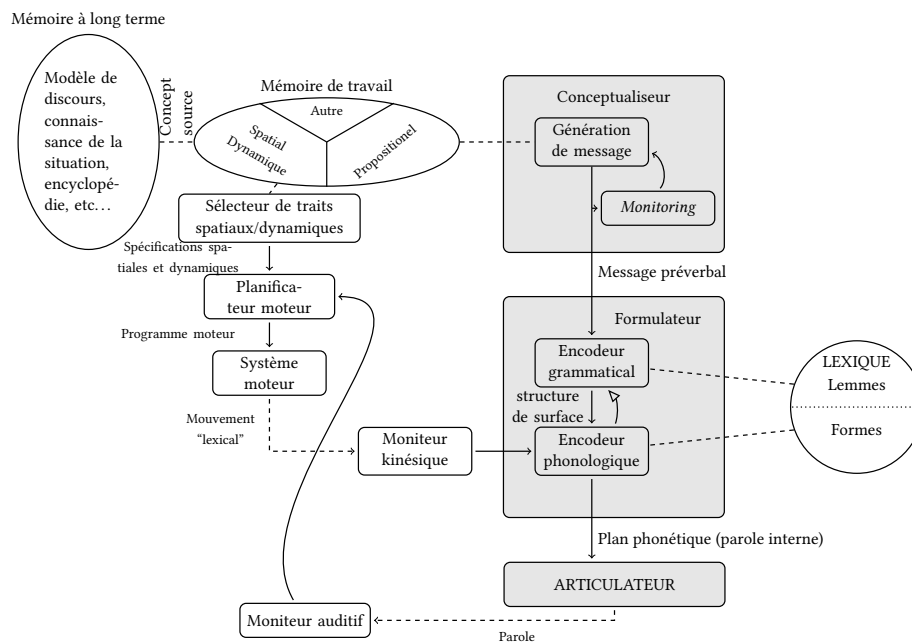 Mémoire à long terme
Modèle de
discours,
connais-
sance de la
situation,
encyclopé-
die, etc…
Concept
source
Mémoire de travail
Autre
Spatial
Dynamique
Propositionel
Conceptualiseur
Génération
de message
Monitoring
Sélecteur de traits
spatiaux/dynamiques
Spécifications spa-
tiales et dynamiques
Message préverbal
Planifica-
teur moteur
Programme moteur
Système
moteur
Mouvement
“lexical”
Formulateur
Encodeur
grammatical
structure
de surface
Encodeur
phonologique
LEXIQUE
Lemmes
Formes
Moniteur
kinésique
Plan phonétique (parole interne)
ARTICULATEUR
Moniteur auditif
Parole